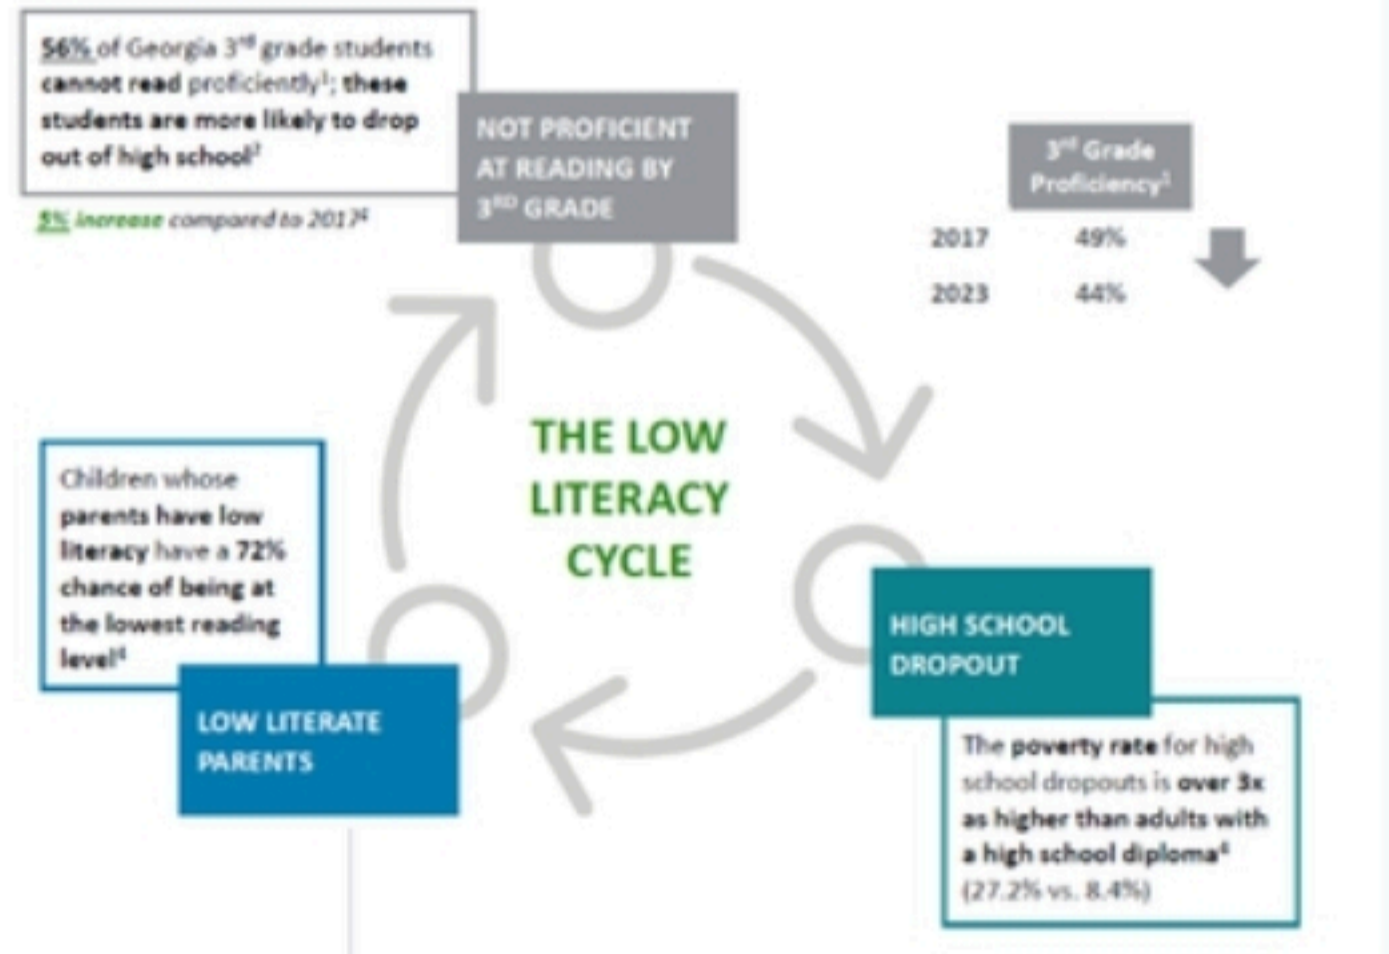 56% of Georgia 3rd grade students
cannot read proficiently1; these
students are more likely to drop
out of high school2
5% increase compared to 2017
NOT PROFICIENT
AT READING BY
3RD GRADE
3rd Grade
Proficiency1
2017 49%
2023 44%
THE LOW
LITERACY
CYCLE
Children whose
parents have low
literacy have a 72%
chance of being at
the lowest reading
level4
LOW LITERATE
PARENTS
HIGH SCHOOL
DROPOUT
The poverty rate for high
school dropouts is over 3x
as higher than adults with
a high school diploma4
(27.2% vs. 8.4%)